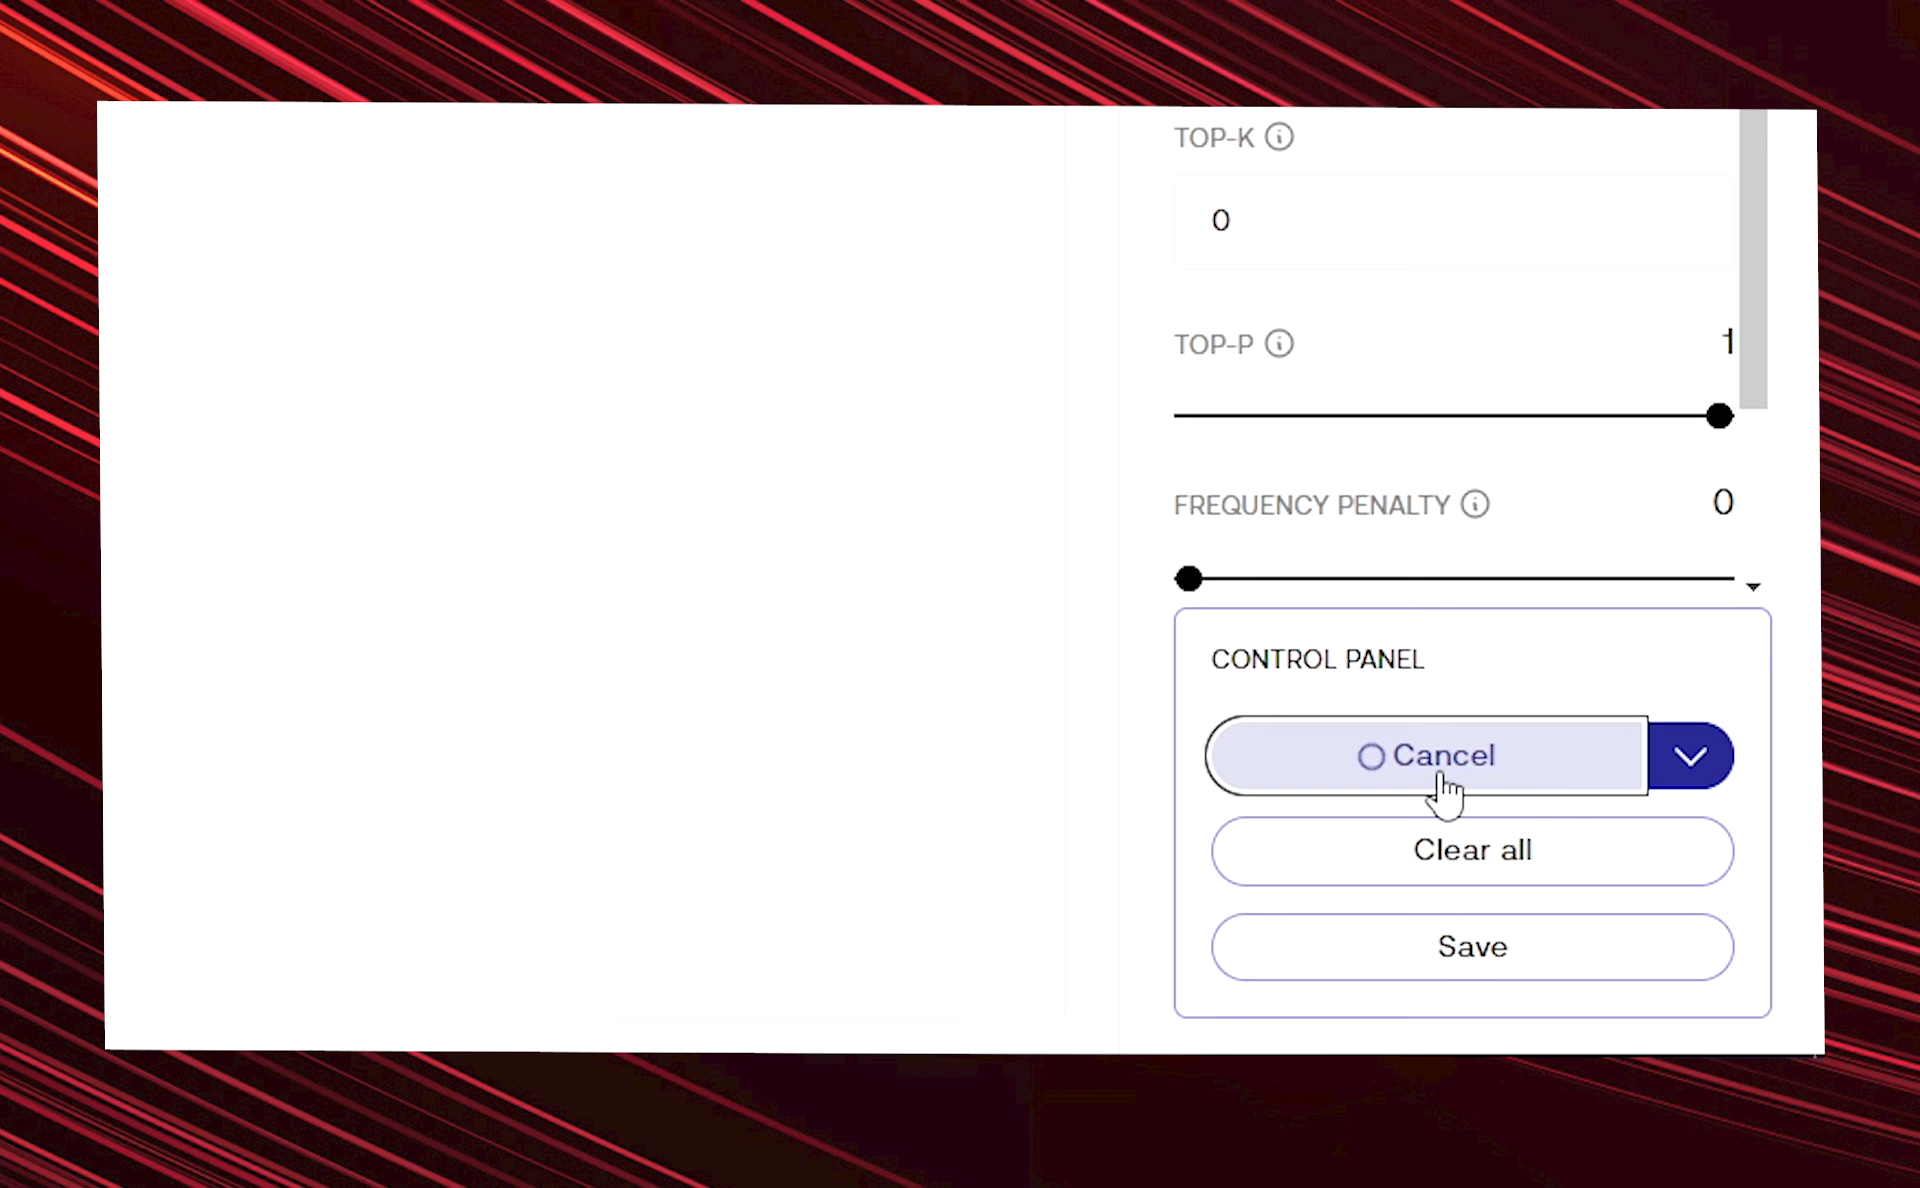 TOP-K
0
TOP-P
1
FREQUENCY PENALTY
0
CONTROL PANEL
Cancel
Clear all
Save